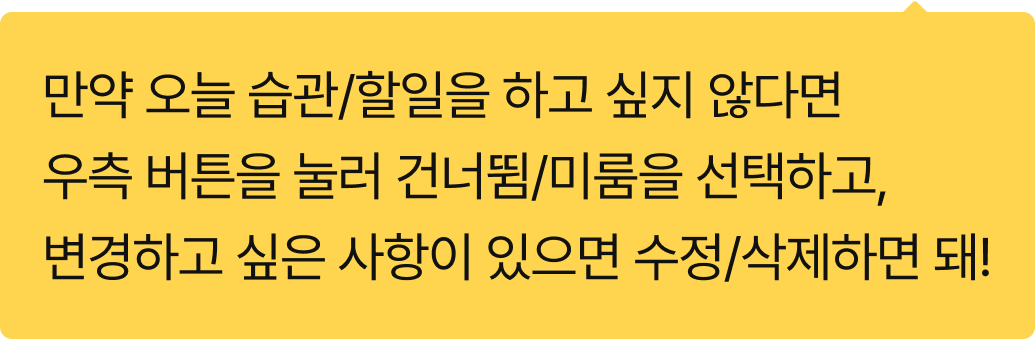 만약 오늘 습관/할일을 하고 싶지 않다면
우측 버튼을 눌러 건너뜀/미룸을 선택하고,
변경하고 싶은 사항이 있으면 수정/삭제하면 돼!